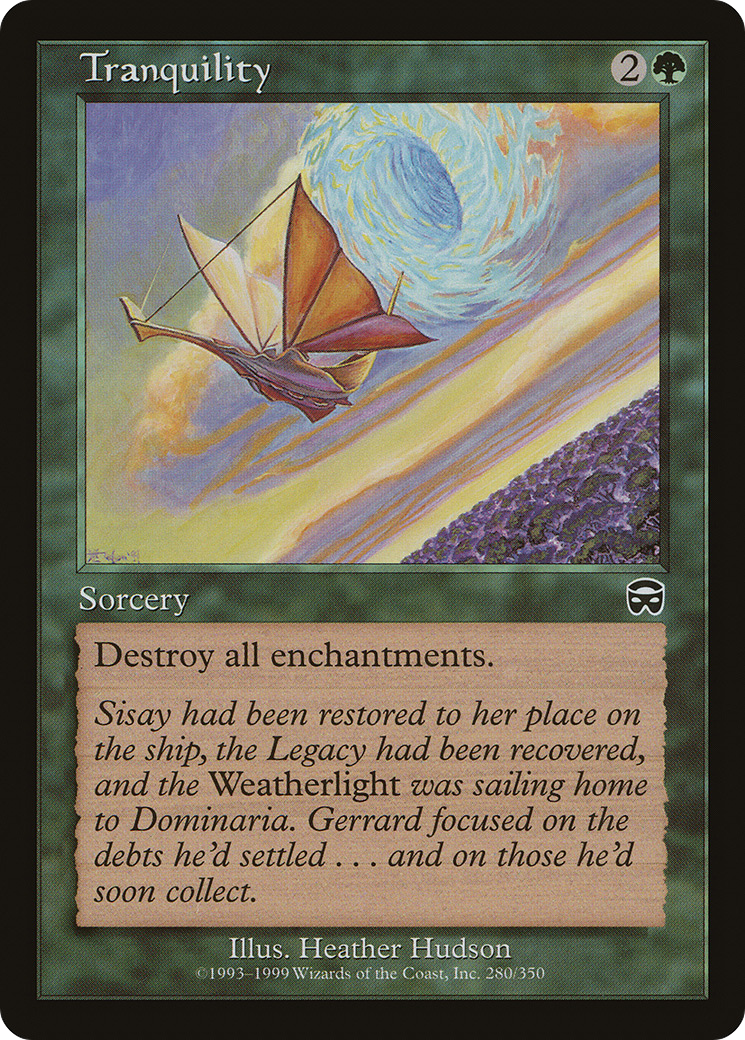 Tranquility
2
Sorcery
Destroy all enchantments.
Sisay had been restored to her place on
the ship, the Legacy had been recovered,
and the Weatherlight was sailing home
to Dominaria. Gerrard focused on the
debts he'd settled . . . and on those he'd
soon collect.
Illus. Heather Hudson
©1993–1999 Wizards of the Coast, Inc. 280/350